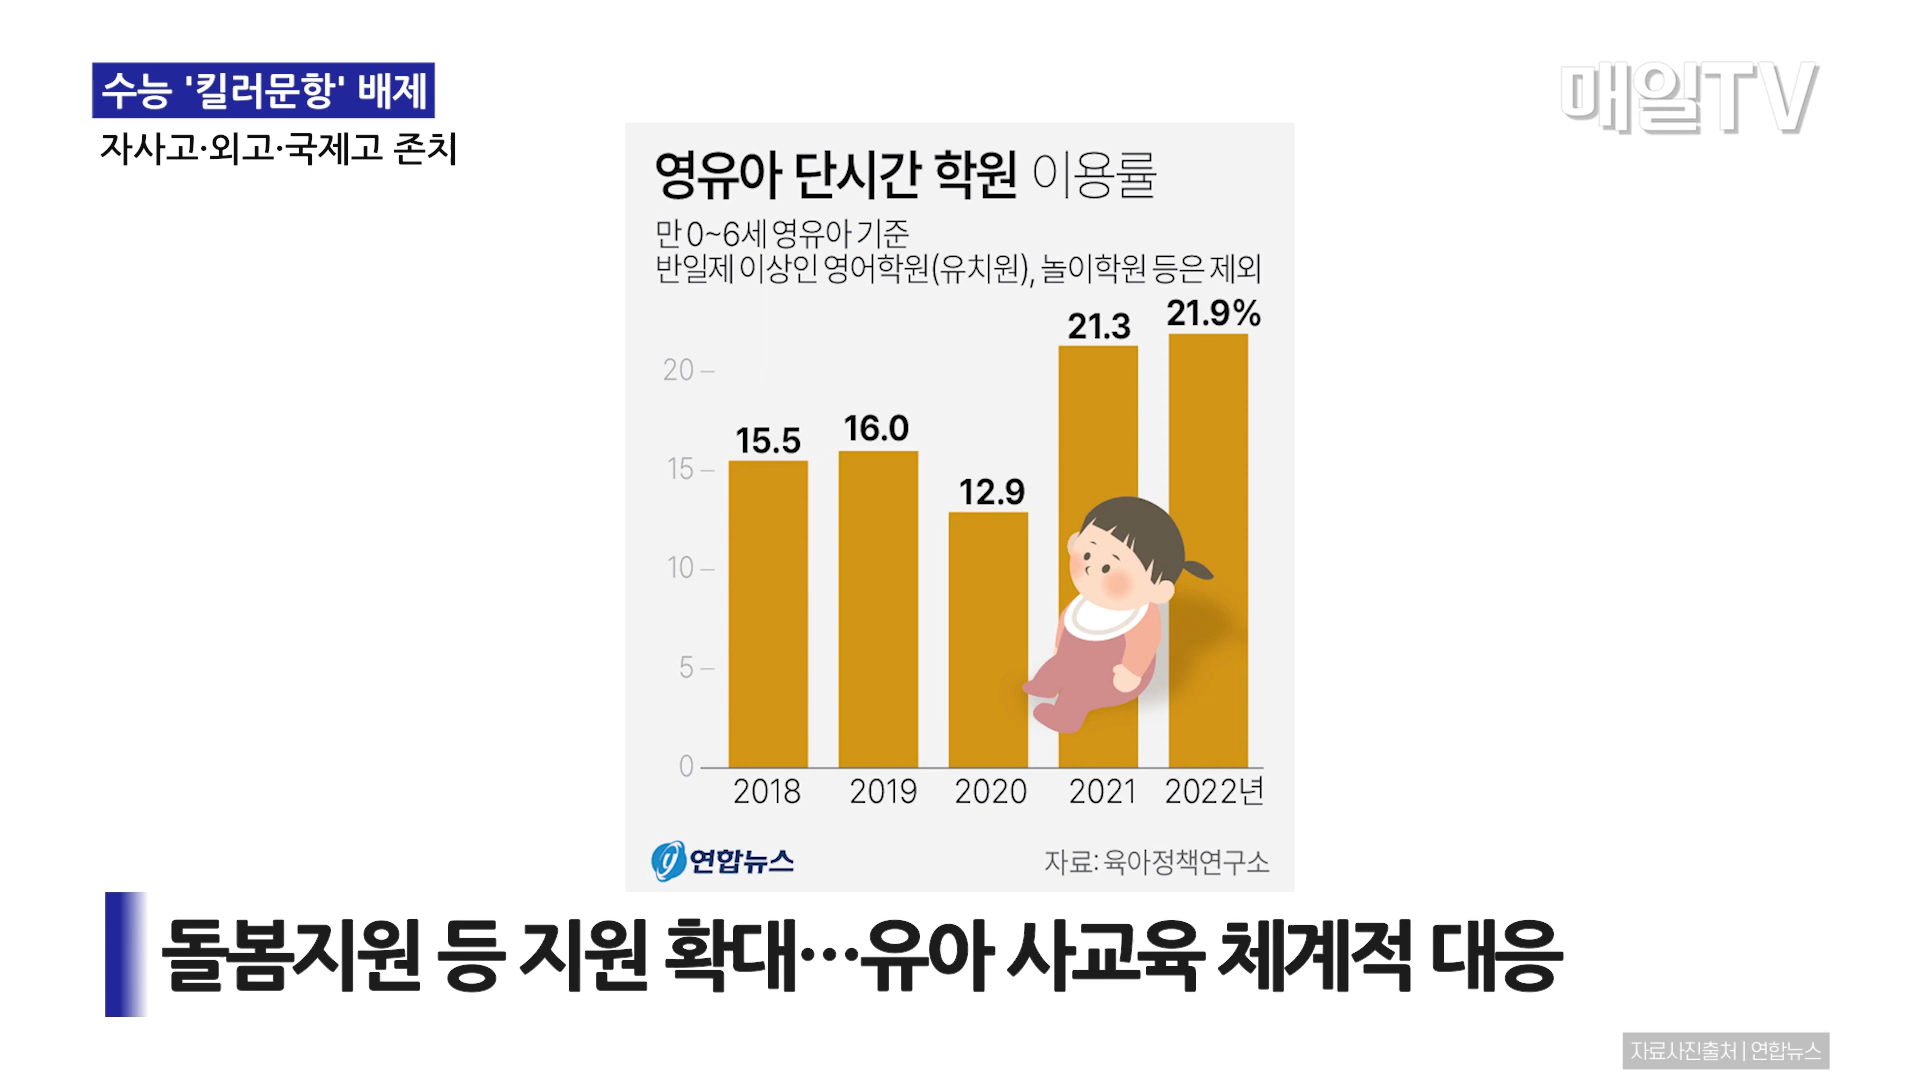 수능 '킬러문항' 배제
자사고·외고·국제고 존치
매일TV
영유아 단시간 학원 이용률
만 0~6세 영유아 기준
반일제 이상인 영어학원(유치원), 놀이학원 등은 제외
21.9%
21.3
20
16.0
15.5
15
12.9
10
5
0
2018 2019 2020 2021 2022년
연합뉴스
자료: 육아정책연구소
돌봄지원 등 지원 확대…유아 사교육 체계적 대응
자료사진출처 | 연합뉴스